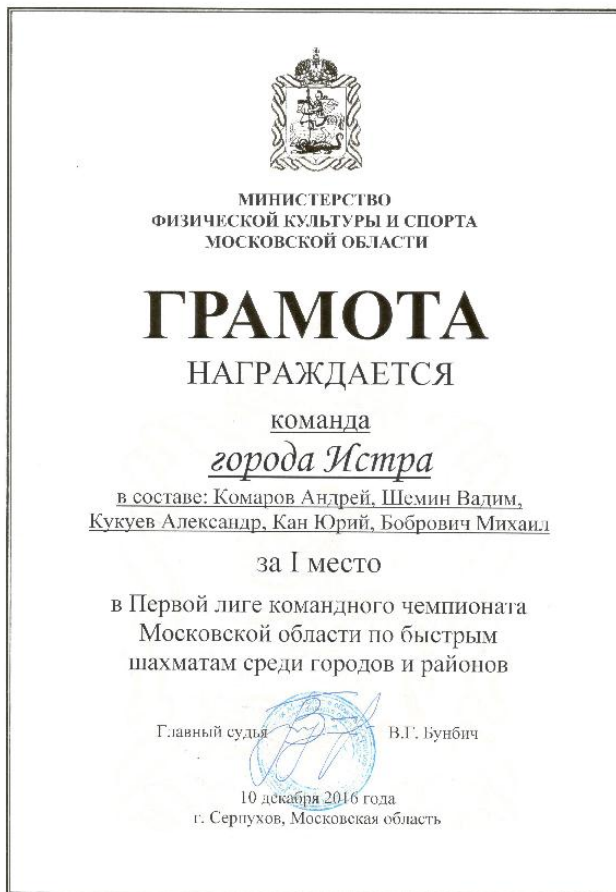 МИНИСТЕРСТВО
ФИЗИЧЕСКОЙ КУЛЬТУРЫ И СПОРТА
МОСКОВСКОЙ ОБЛАСТИ
ГРАМОТА
НАГРАЖДАЕТСЯ
команда
города Истра
в составе: Комаров Андрей, Шемин Вадим,
Кукуев Александр, Кан Юрий, Бобрович Михаил
за I место
в Первой лиге командного чемпионата
Московской области по быстрым
шахматам среди городов и районов
Главный судья В.Г. Бунбич
10 декабря 2016 года
г. Серпухов, Московская область